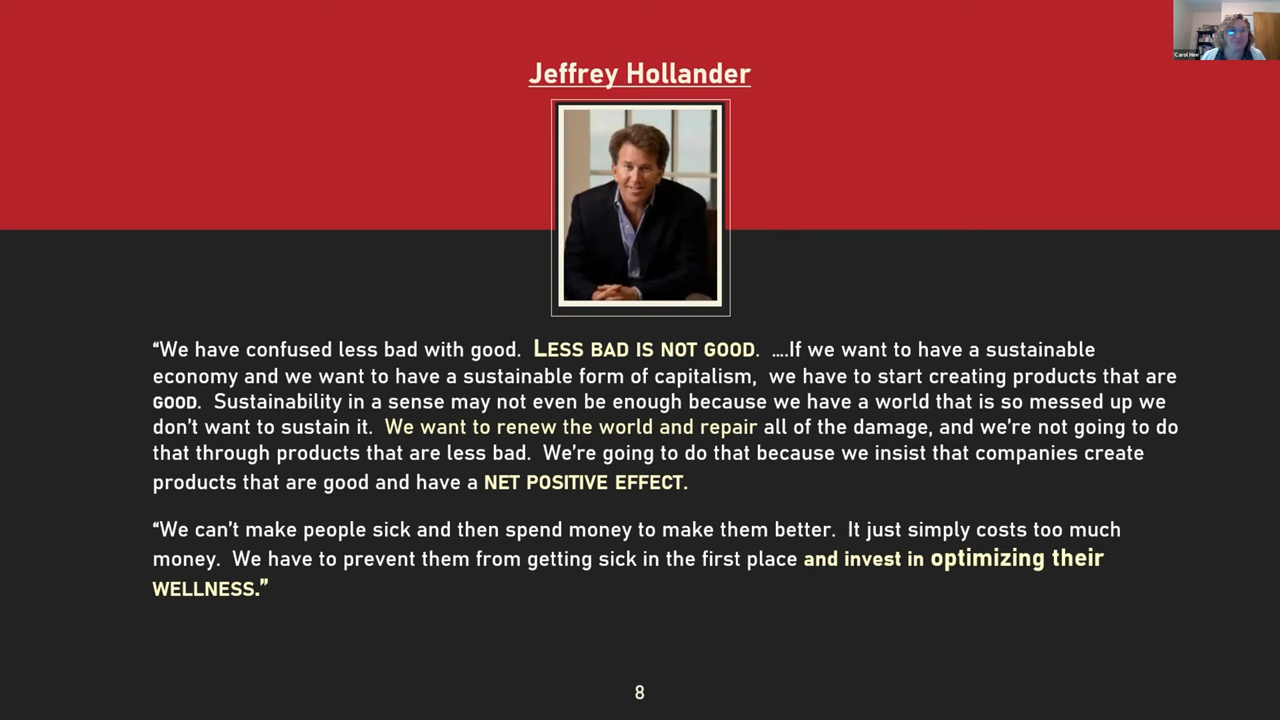 Carol Hee
Jeffrey Hollander
“We have confused less bad with good. LESS BAD IS NOT GOOD. ....If we want to have a sustainable
economy and we want to have a sustainable form of capitalism, we have to start creating products that are
GOOD. Sustainability in a sense may not even be enough because we have a world that is so messed up we
don’t want to sustain it. We want to renew the world and repair all of the damage, and we’re not going to do
that through products that are less bad. We’re going to do that because we insist that companies create
products that are good and have a NET POSITIVE EFFECT.
“We can’t make people sick and then spend money to make them better. It just simply costs too much
money. We have to prevent them from getting sick in the first place and invest in optimizing their
WELLNESS.”
8